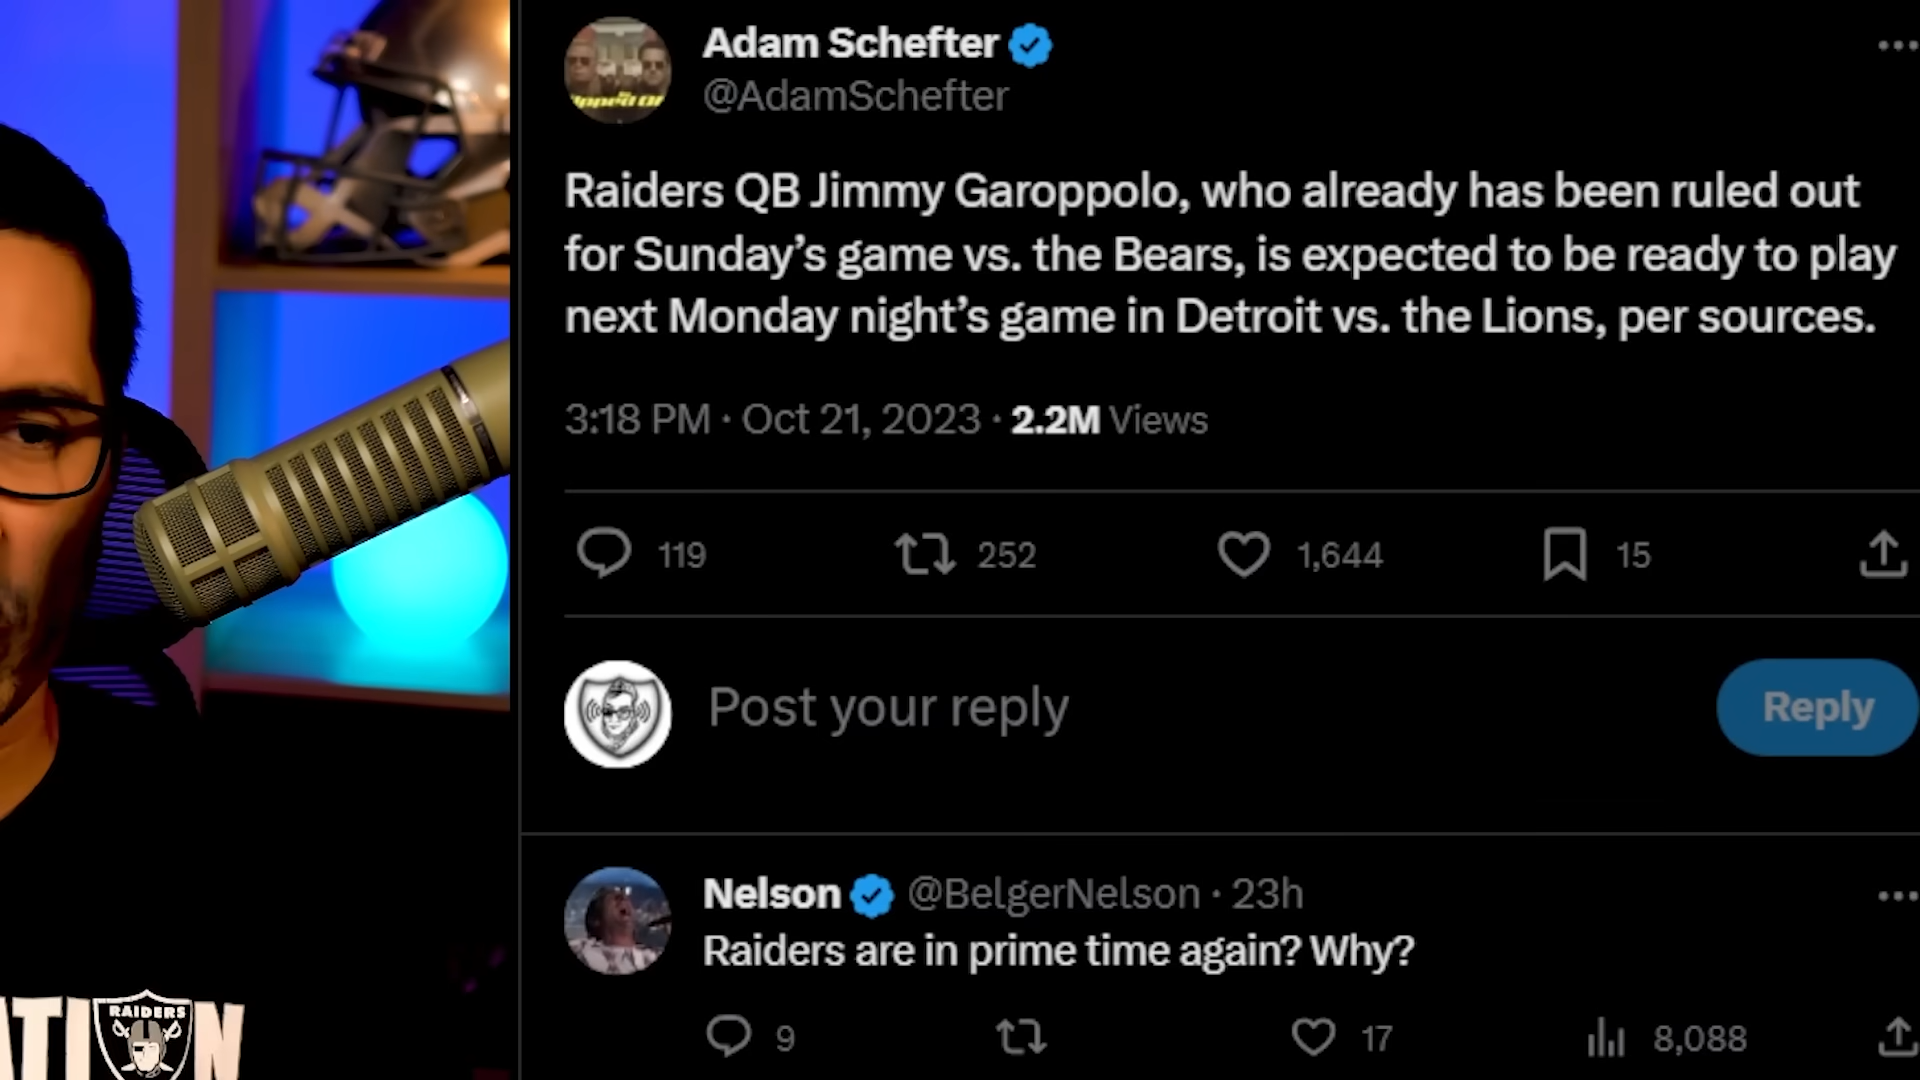 Adam Schefter
@AdamSchefter
Raiders QB Jimmy Garoppolo, who already has been ruled out
for Sunday’s game vs. the Bears, is expected to be ready to play
next Monday night’s game in Detroit vs. the Lions, per sources.
3:18 PM · Oct 21, 2023 · 2.2M Views
119 252 1,644 15
Post your reply
Reply
Nelson @BelgerNelson · 23h
Raiders are in prime time again? Why?
9 17 8,088
RAIDERS
ATI N